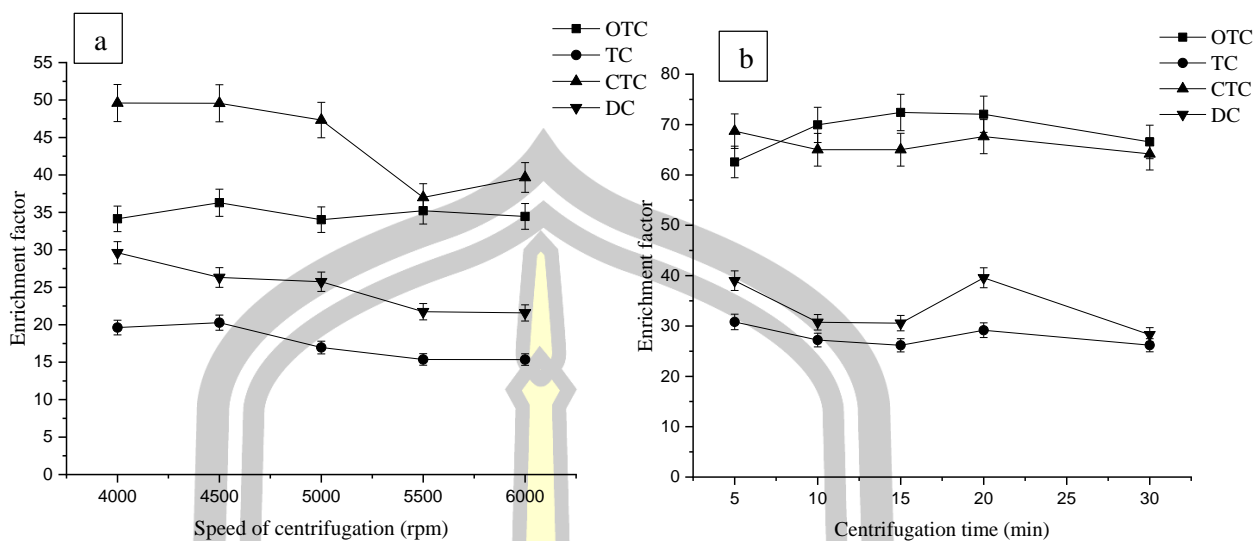 a
OTC
TC
CTC
DC
55
50
45
40
35
30
25
20
15
10
5
0
Enrichment factor
4000 4500 5000 5500 6000
Speed of centrifugation (rpm)
b
OTC
TC
CTC
DC
80
70
60
50
40
30
20
10
0
Enrichment factor
5 10 15 20 25 30
Centrifugation time (min)